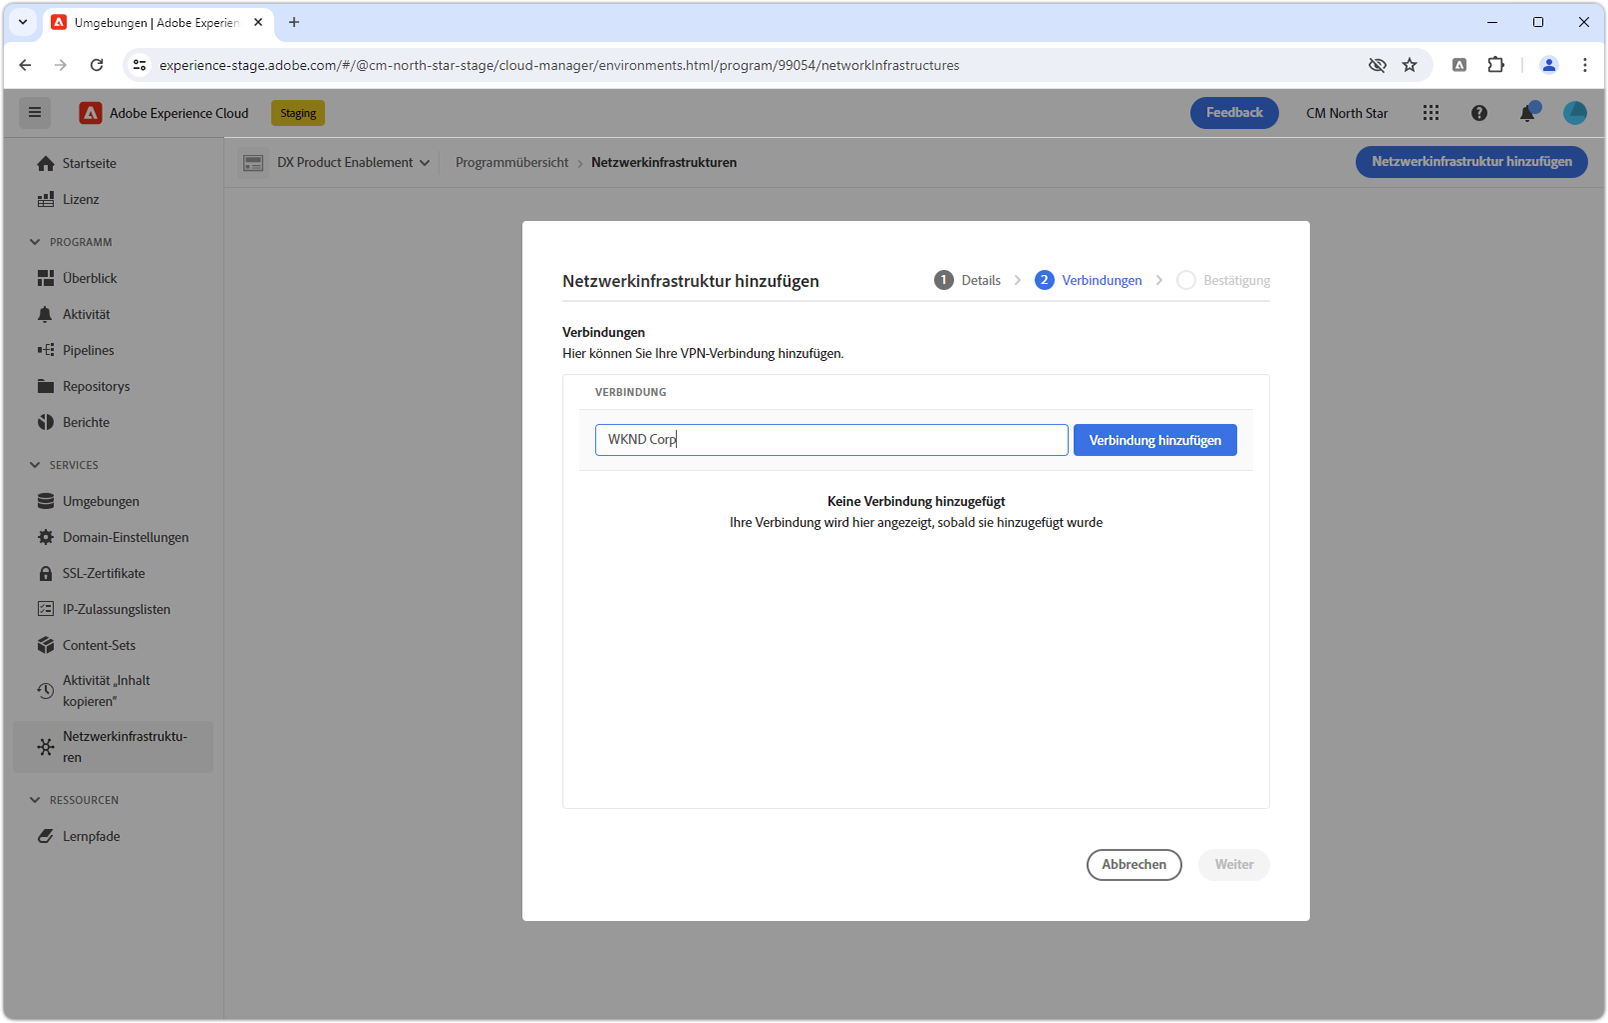 Umgebungen | Adobe Experien
experience-stage.adobe.com/#/@cm-north-star-stage/cloud-manager/environments.html/program/99054/networkInfrastructures
Adobe Experience Cloud
Staging
Feedback
CM North Star
Startseite
Lizenz
PROGRAMM
Überblick
Aktivität
Pipelines
Repositorys
Berichte
SERVICES
Umgebungen
Domain-Einstellungen
SSL-Zertifikate
IP-Zulassungslisten
Content-Sets
Aktivität „Inhalt
kopieren“
Netzwerkinfrastruktu-
ren
RESSOURCEN
Lernpfade
DX Product Enablement
Programmübersicht
Netzwerkinfrastrukturen
Netzwerkinfrastruktur hinzufügen
Netzwerkinfrastruktur hinzufügen
1 Details
2 Verbindungen
Bestätigung
Verbindungen
Hier können Sie Ihre VPN-Verbindung hinzufügen.
VERBINDUNG
WKND Corp
Verbindung hinzufügen
Keine Verbindung hinzugefügt
Ihre Verbindung wird hier angezeigt, sobald sie hinzugefügt wurde
Abbrechen
Weiter